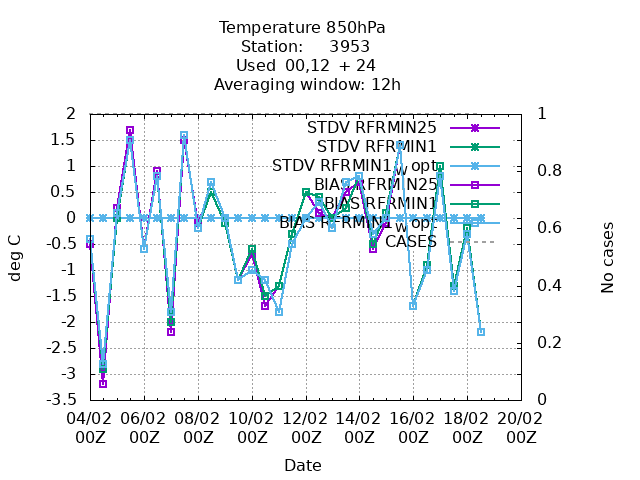 Temperature 850hPa
Station: 3953
Used 00,12 + 24
Averaging window: 12h
STDV RFRMIN25
STDV RFRMIN1
STDV RFRMIN1_w_opt
BIAS RFRMIN25
BIAS RFRMIN1
BIAS RFRMIN1_w_opt
CASES
deg C
No cases
2
1.5
1
0.5
0
-0.5
-1
-1.5
-2
-2.5
-3
-3.5
1
0.8
0.6
0.4
0.2
0
04/02 06/02 08/02 10/02 12/02 14/02 16/02 18/02 20/02
00Z 00Z 00Z 00Z 00Z 00Z 00Z 00Z 00Z
Date